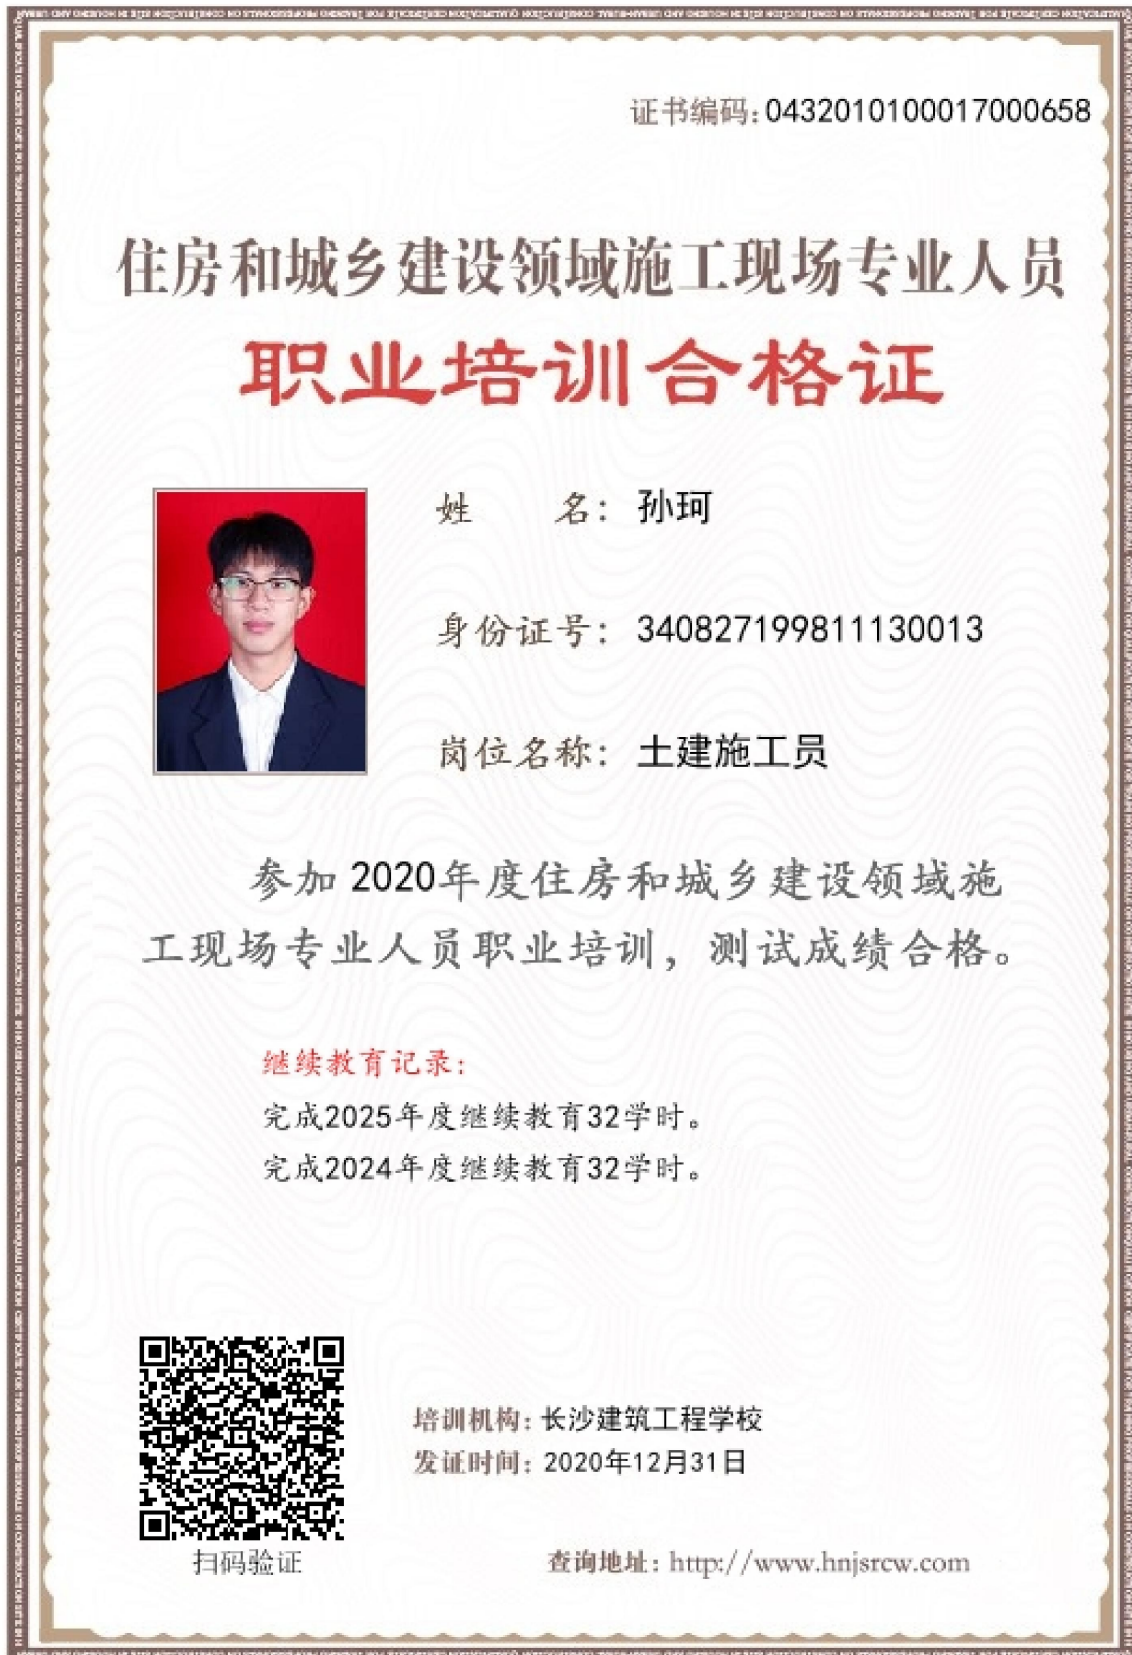 证书编码:0432010100017000658
住房和城乡建设领域施工现场专业人员
职业培训合格证
姓 名: 孙珂
身份证号: 340827199811130013
岗位名称: 土建施工员
参加 2020年度住房和城乡建设领域施
工现场专业人员职业培训，测试成绩合格。
继续教育记录:
完成2025年度继续教育32学时。
完成2024年度继续教育32学时。
培训机构: 长沙建筑工程学校
发证时间: 2020年12月31日
扫码验证
查询地址: http://www.hnjsrcw.com